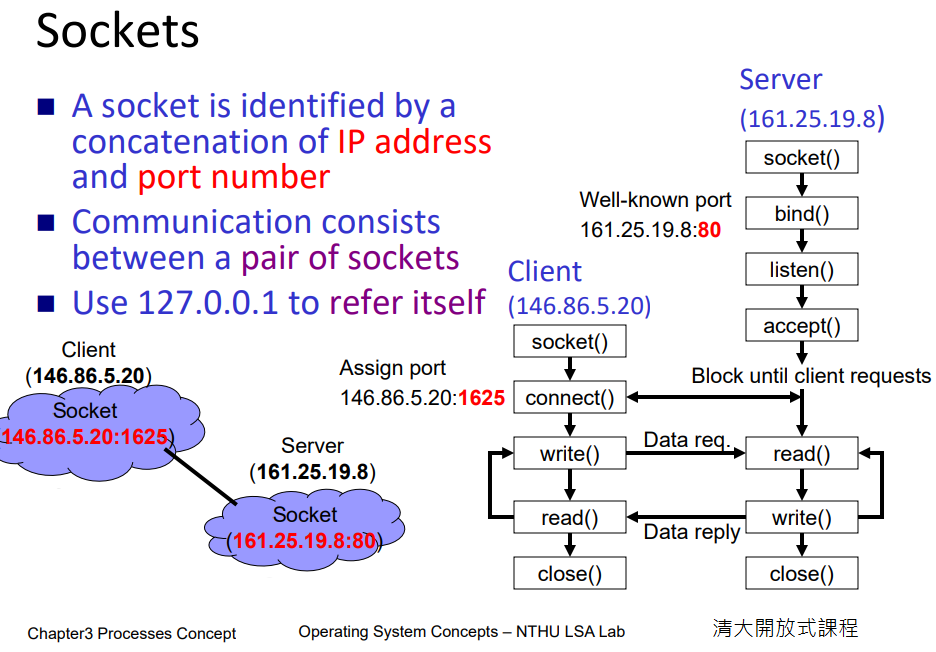 Sockets
A socket is identified by a
concatenation of IP address
and port number
Communication consists
between a pair of sockets
Use 127.0.0.1 to refer itself
Client
(146.86.5.20)
Socket
146.86.5.20:1625)
Server
(161.25.19.8)
Socket
(161.25.19.8:80)
Client
(146.86.5.20)
Assign port
146.86.5.20:1625
socket()
connect()
write()
read()
close()
Data req.
Data reply
Server
(161.25.19.8)
Well-known port
161.25.19.8:80
socket()
bind()
listen()
accept()
Block until client requests
read()
write()
close()
Chapter3 Processes Concept
Operating System Concepts – NTHU LSA Lab
清大開放式課程